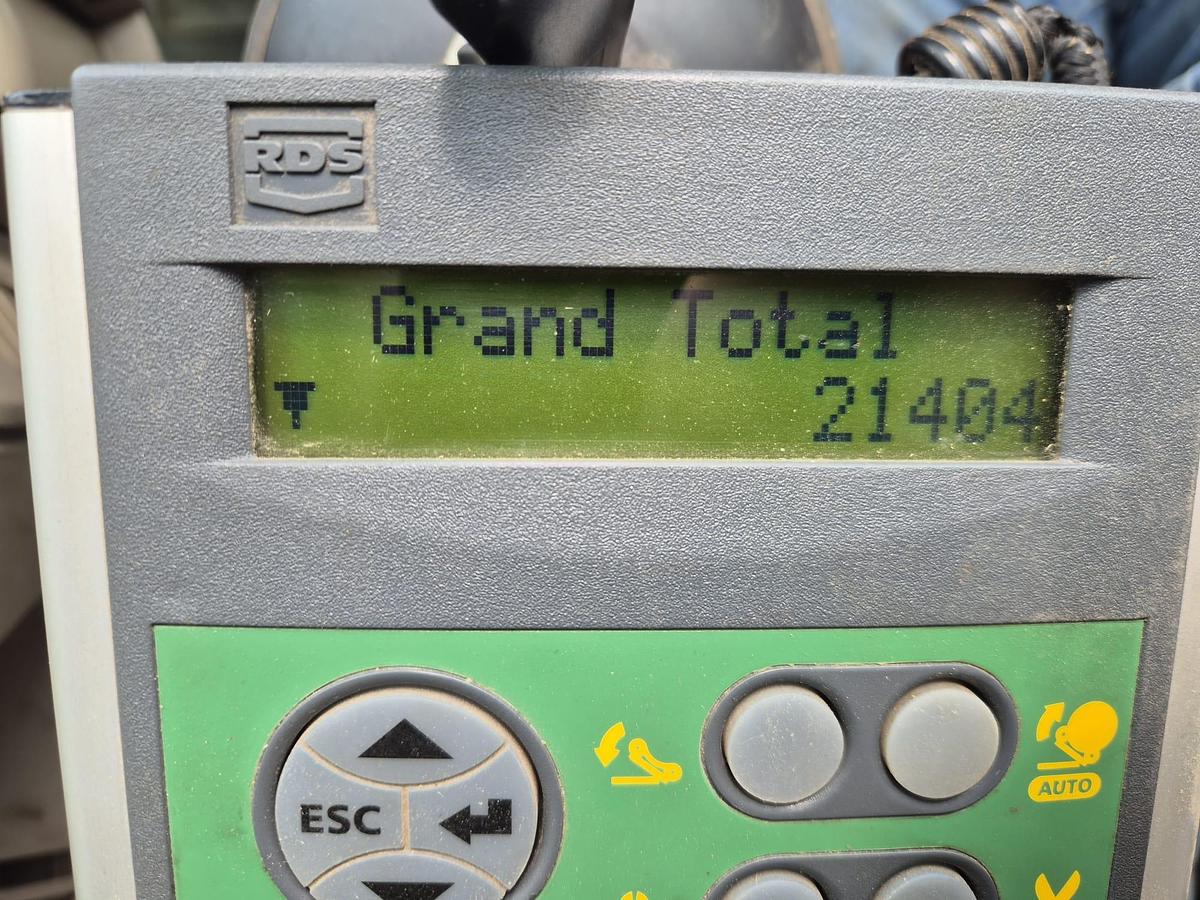 RDS
Grand Total
21404
ESC
AUTO